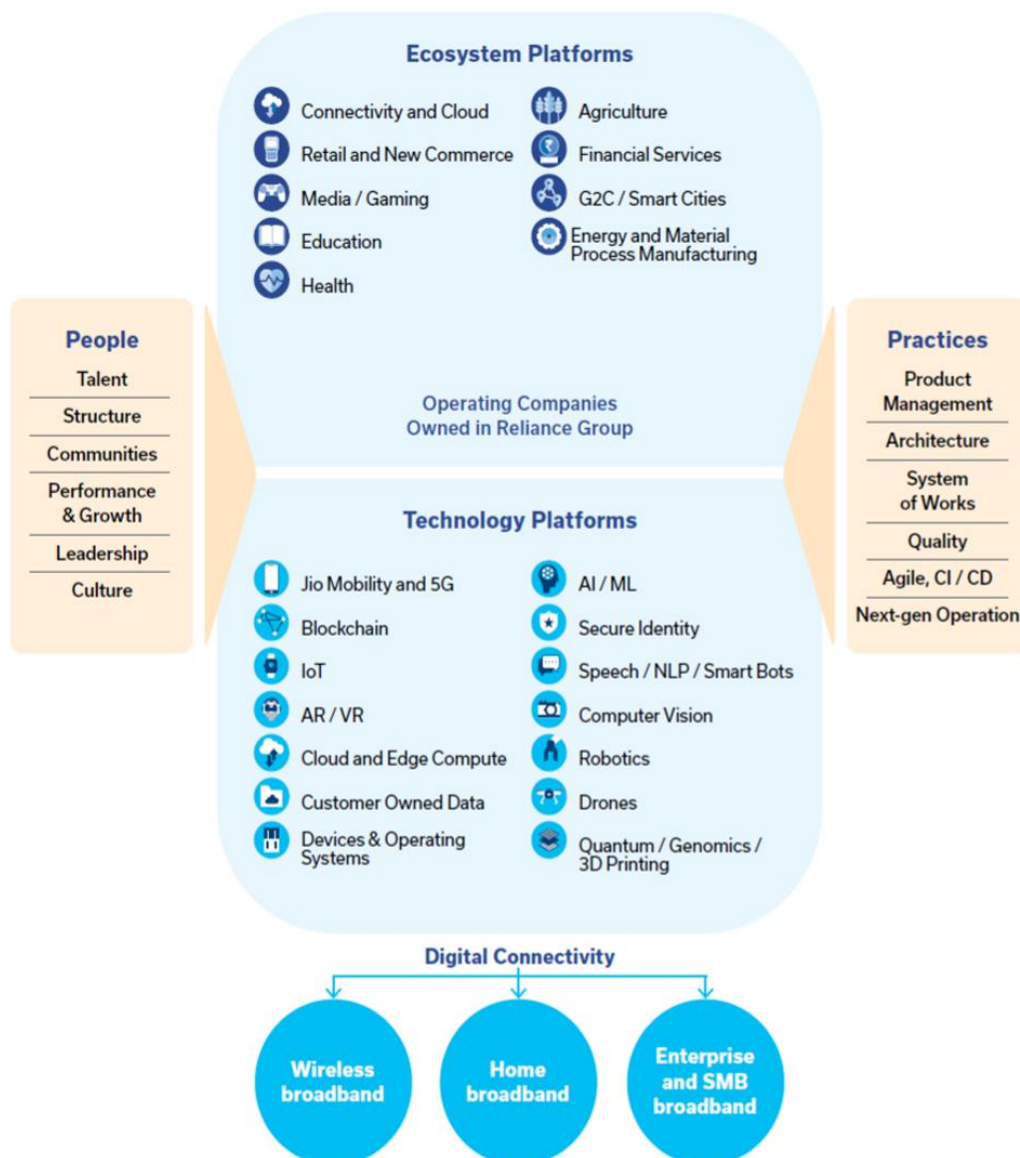 Ecosystem Platforms
Connectivity and Cloud
Retail and New Commerce
Media / Gaming
Education
Health
Agriculture
Financial Services
G2C / Smart Cities
Energy and Material
Process Manufacturing
Operating Companies
Owned in Reliance Group
People
Talent
Structure
Communities
Performance
& Growth
Leadership
Culture
Practices
Product
Management
Architecture
System
of Works
Quality
Agile, CI / CD
Next-gen Operation
Technology Platforms
Jio Mobility and 5G
Blockchain
IoT
AR / VR
Cloud and Edge Compute
Customer Owned Data
Devices & Operating
Systems
AI / ML
Secure Identity
Speech / NLP / Smart Bots
Computer Vision
Robotics
Drones
Quantum / Genomics /
3D Printing
Digital Connectivity
Wireless
broadband
Home
broadband
Enterprise
and SMB
broadband